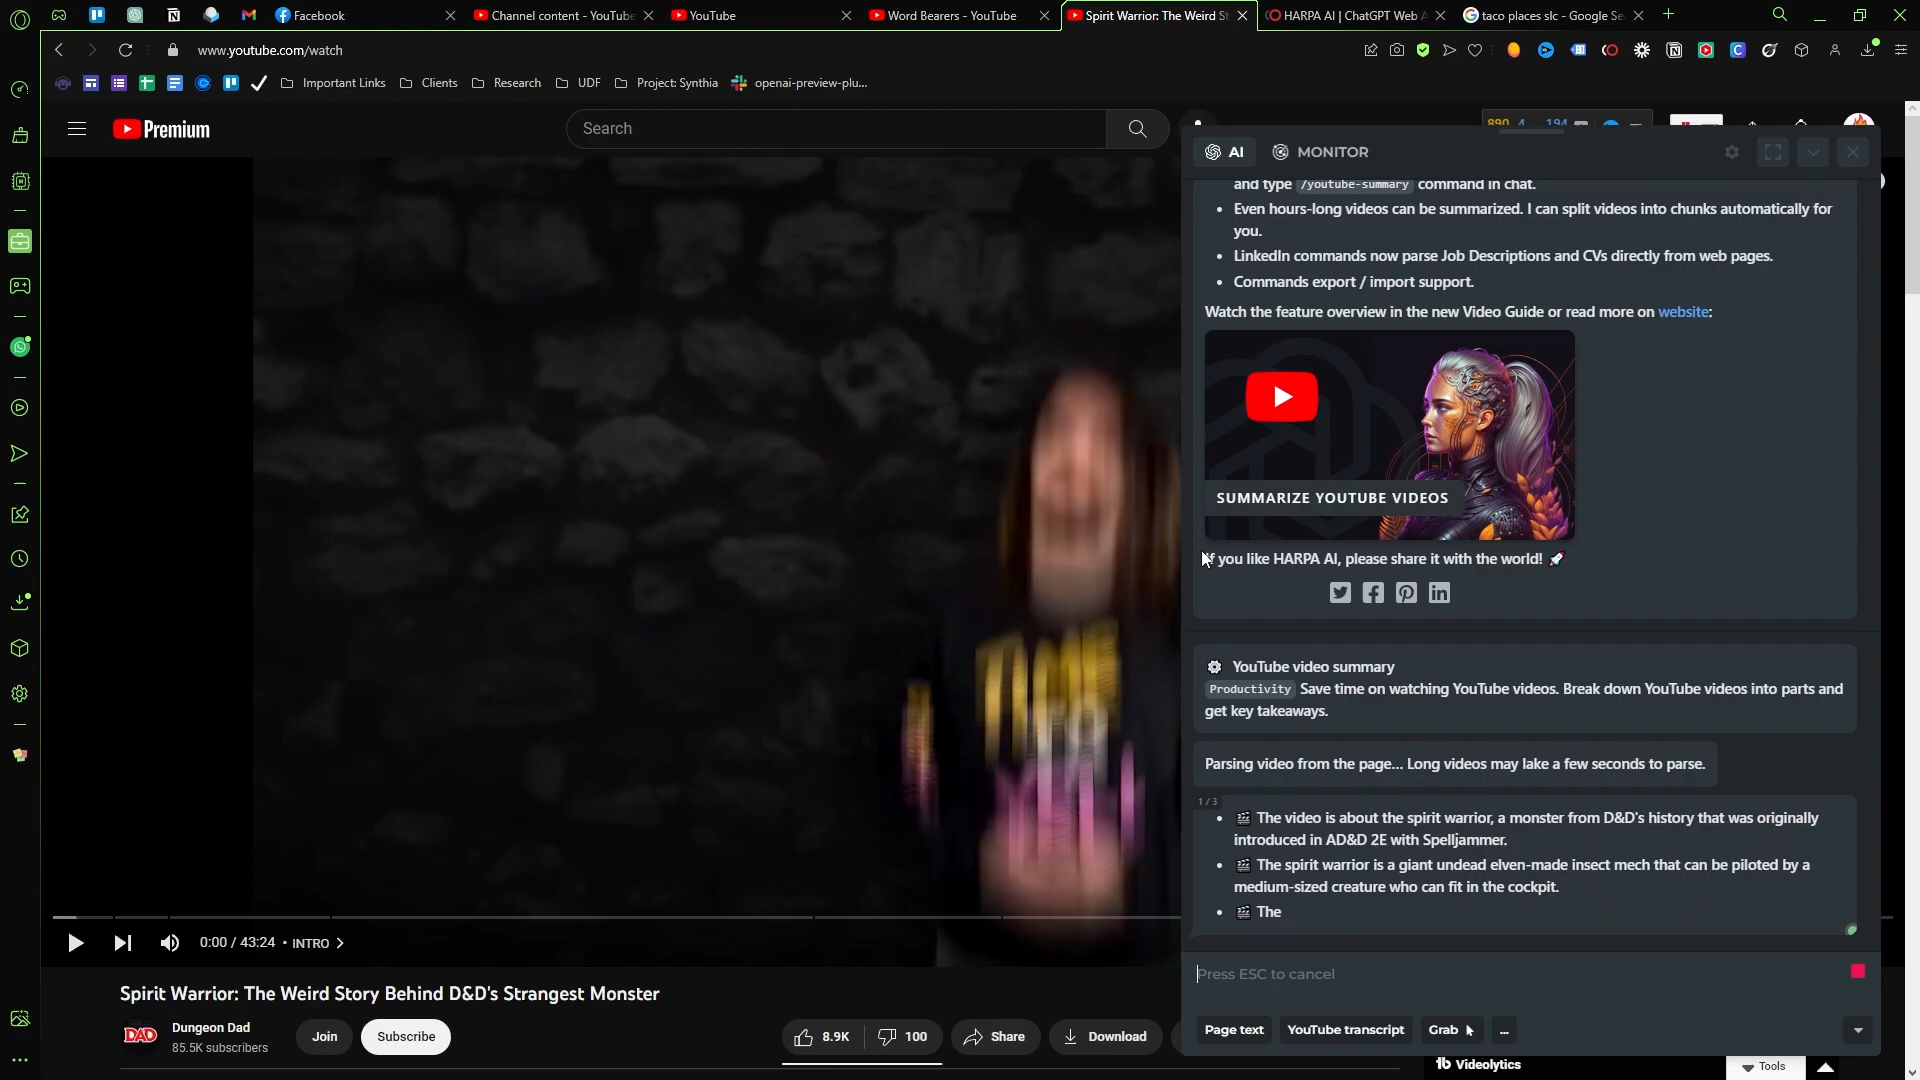 Facebook
Channel content - YouTube
YouTube
Word Bearers - YouTube
Spirit Warrior: The Weird St
HARPA AI | ChatGPT Web A
taco places slc - Google Se
www.youtube.com/watch
Important Links
Clients
Research
UDF
Project: Synthia
openai-preview-plu...
Premium
Search
890 4 194
AI
MONITOR
and type /youtube-summary command in chat.
Even hours-long videos can be summarized. I can split videos into chunks automatically for
you.
LinkedIn commands now parse Job Descriptions and CVs directly from web pages.
Commands export / import support.
Watch the feature overview in the new Video Guide or read more on website:
SUMMARIZE YOUTUBE VIDEOS
If you like HARPA AI, please share it with the world! 🚀
YouTube video summary
Productivity Save time on watching YouTube videos. Break down YouTube videos into parts and
get key takeaways.
Parsing video from the page... Long videos may lake a few seconds to parse.
1/3
🎬 The video is about the spirit warrior, a monster from D&D's history that was originally
introduced in AD&D 2E with Spelljammer.
🎬 The spirit warrior is a giant undead elven-made insect mech that can be piloted by a
medium-sized creature who can fit in the cockpit.
🎬 The
0:00 / 43:24 • INTRO
Press ESC to cancel
Spirit Warrior: The Weird Story Behind D&D's Strangest Monster
DAD
Dungeon Dad
85.5K subscribers
Join
Subscribe
8.9K
100
Share
Download
Page text
YouTube transcript
Grab
...
Videolytics
Tools